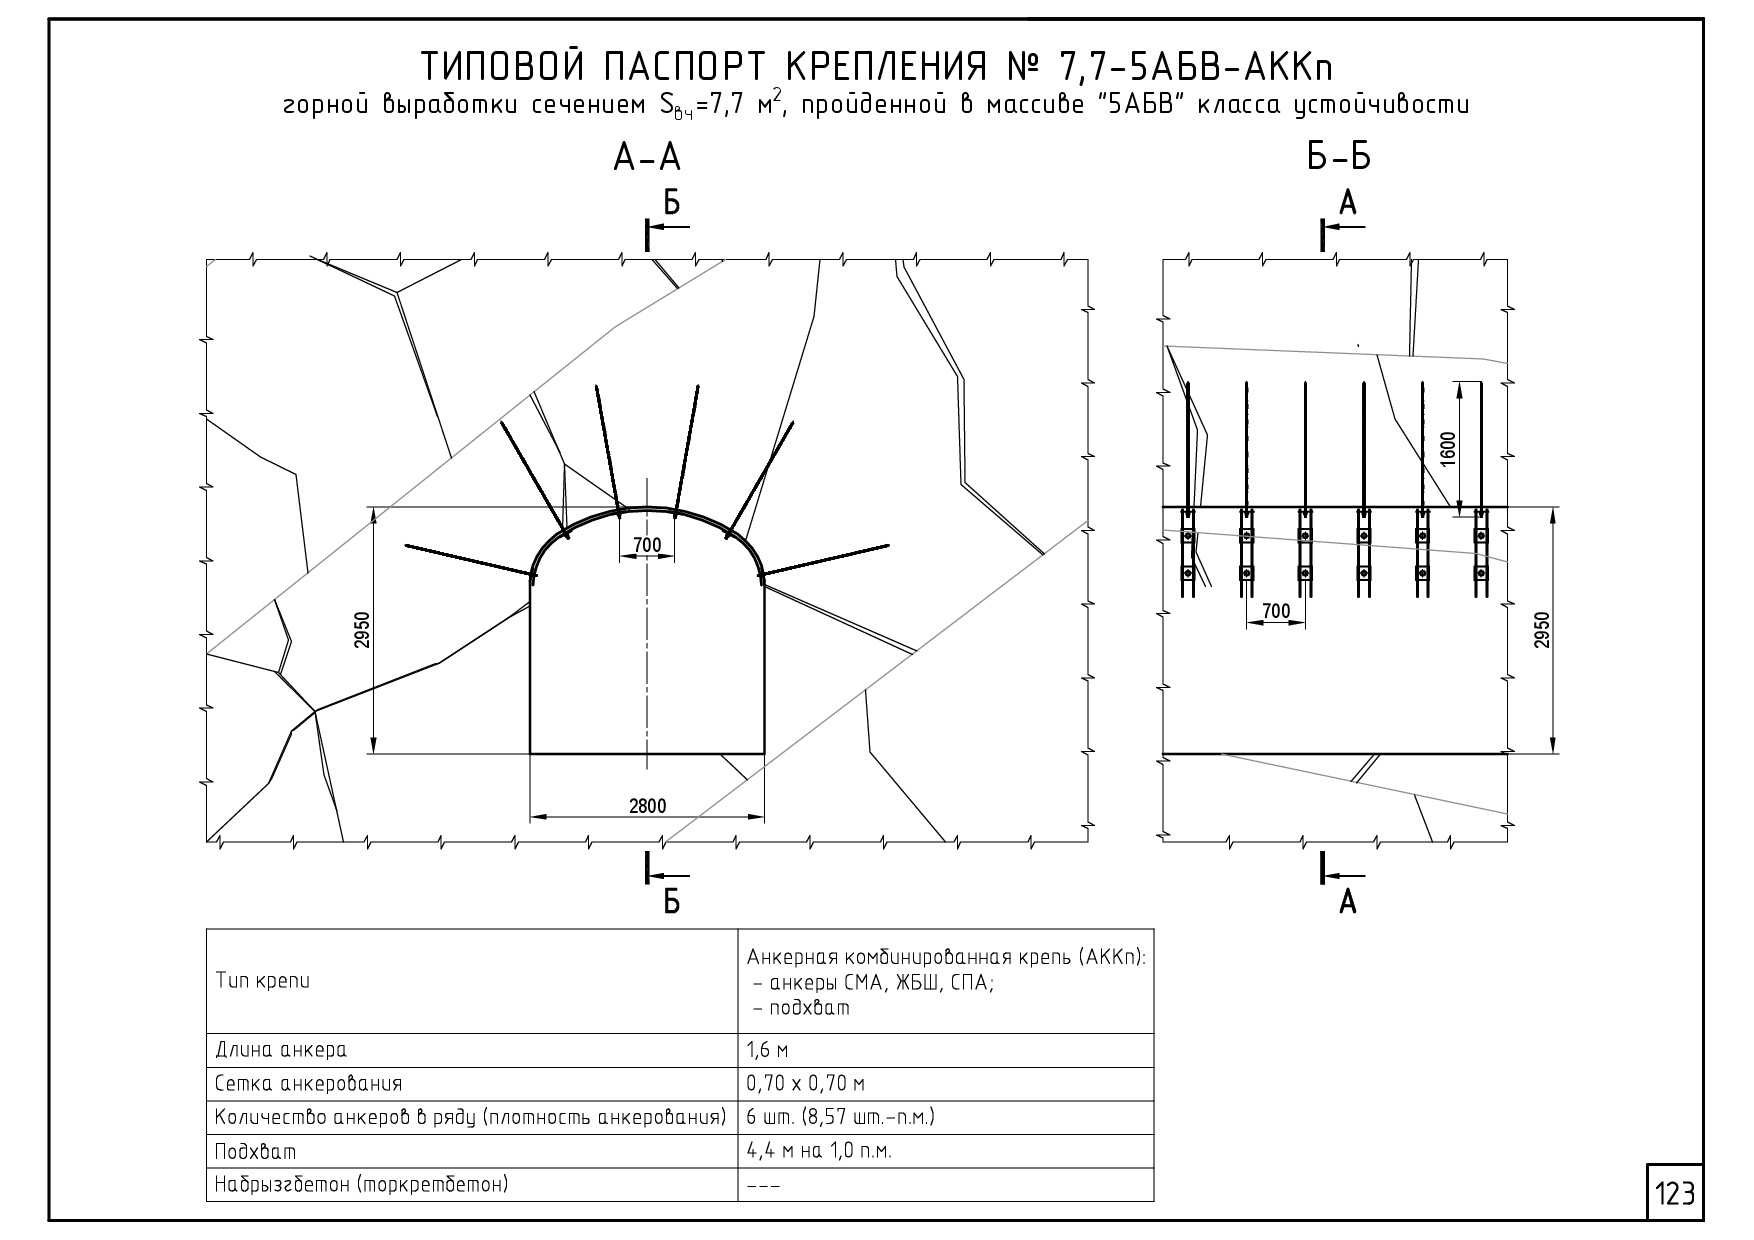 ТИПОВОЙ ПАСПОРТ КРЕПЛЕНИЯ № 7,7-5АБВ-АККп
горной выработки сечением Sвч=7,7 м², пройденной в массиве "5АБВ" класса устойчивости
А-А
Б-Б
Б
А
1600
700
700
2950
2950
2800
Б
А
Тип крепи
Анкерная комбинированная крепь (АККп):
- анкеры СМА, ЖБШ, СПА;
- подхват
Длина анкера 1,6 м
Сетка анкерования 0,70 х 0,70 м
Количество анкеров в ряду (плотность анкерования) 6 шт. (8,57 шт.-п.м.)
Подхват 4,4 м на 1,0 п.м.
Набрызгбетон (торкретбетон) ---
123